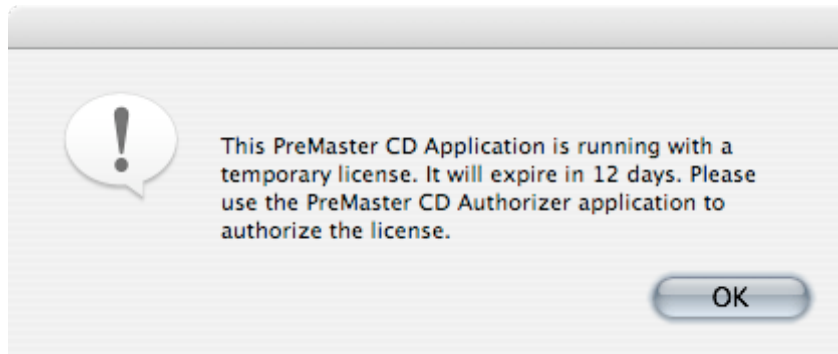 This PreMaster CD Application is running with a
temporary license. It will expire in 12 days. Please
use the PreMaster CD Authorizer application to
authorize the license.
OK